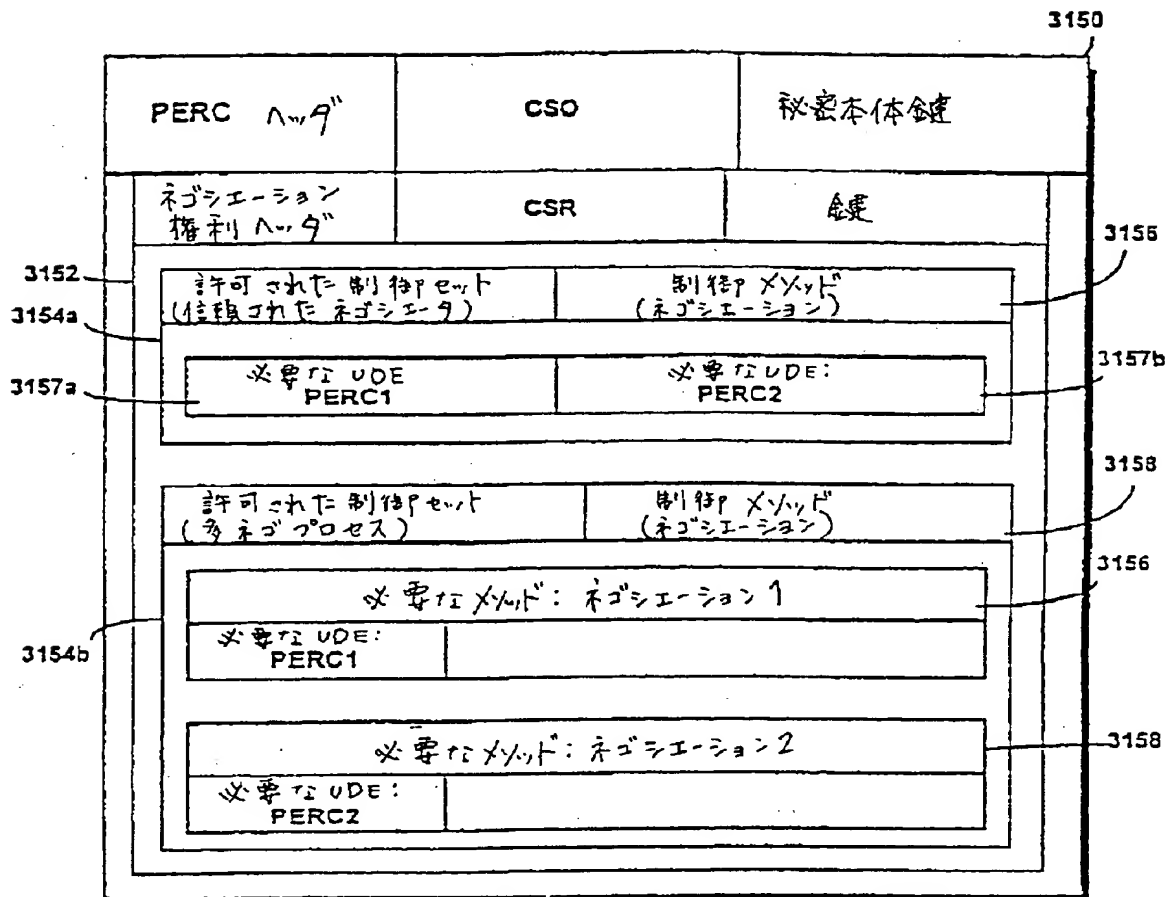 3150
PERC ヘッダ
CSO
秘密本体鍵
ネゴシエーション
権利 ヘッダ
CSR
鍵
3155
3152
許可された制御セット
(信頼されたネゴシエータ)
制御メソッド
(ネゴシエーション)
3154a
必要な UDE
PERC1
必要なUDE:
PERC2
3157a
3157b
許可された制御セット
(多ネゴプロセス)
制御メソッド
(ネゴシエーション)
3158
必要なメソッド: ネゴシエーション1
3156
必要な UDE:
PERC1
3154b
必要なメソッド: ネゴシエーション2
3158
必要な UDE:
PERC2